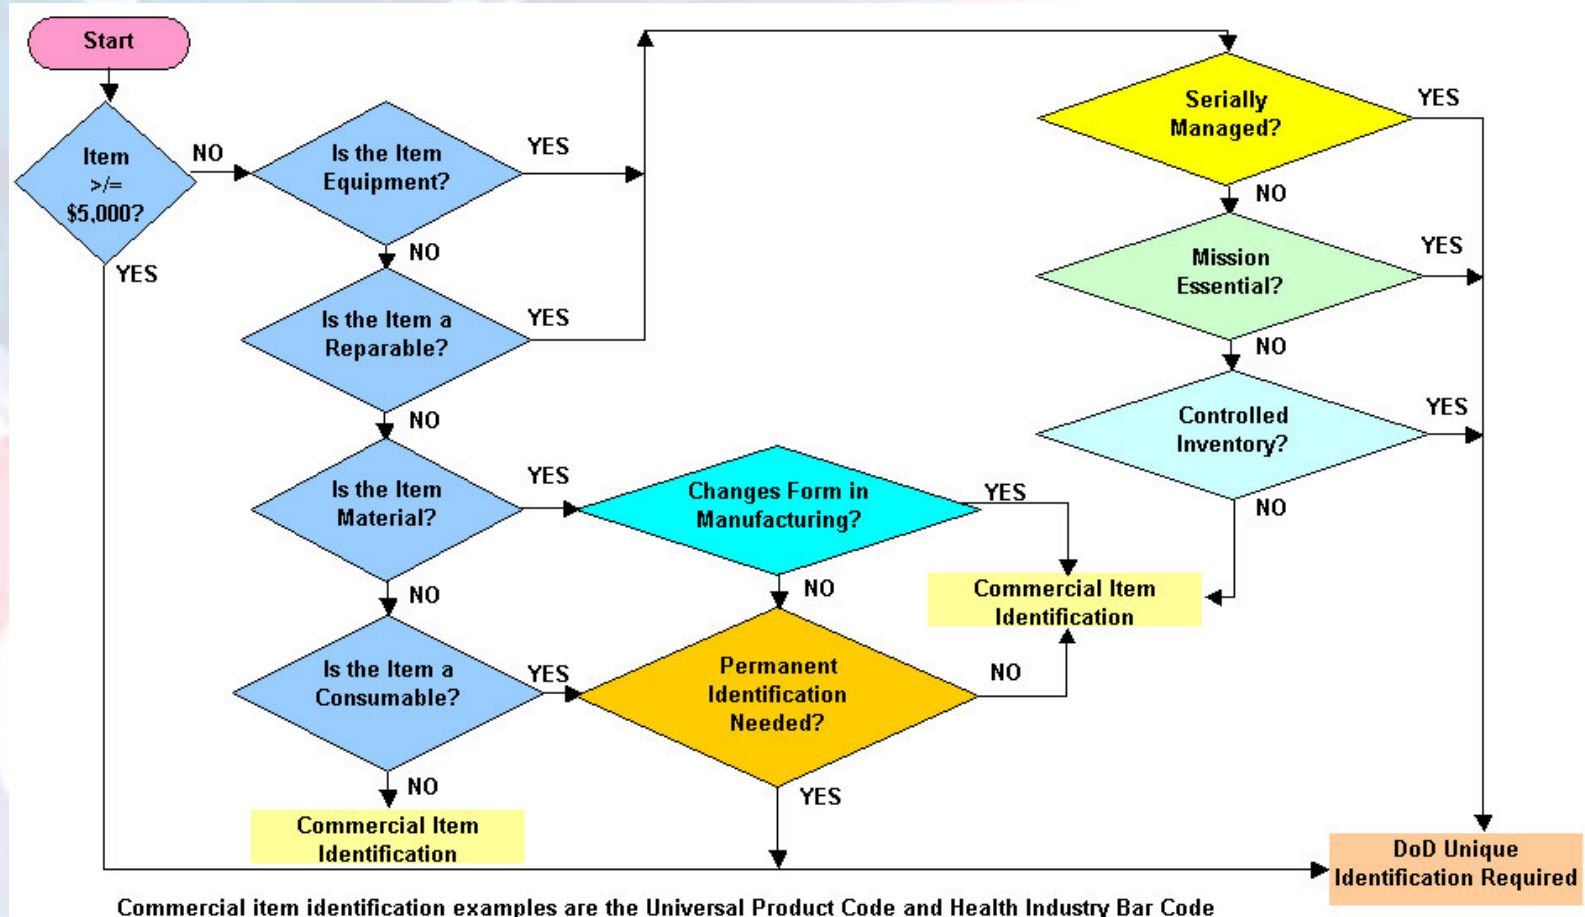 Start
Item
>/=
$5,000?
NO
YES
Is the Item
Equipment?
YES
NO
Is the Item a
Reparable?
YES
NO
Is the Item
Material?
YES
NO
Is the Item a
Consumable?
YES
NO
Commercial Item
Identification
Changes Form in
Manufacturing?
YES
NO
Permanent
Identification
Needed?
NO
YES
Commercial Item
Identification
Serially
Managed?
YES
NO
Mission
Essential?
YES
NO
Controlled
Inventory?
YES
NO
DoD Unique
Identification Required
Commercial item identification examples are the Universal Product Code and Health Industry Bar Code